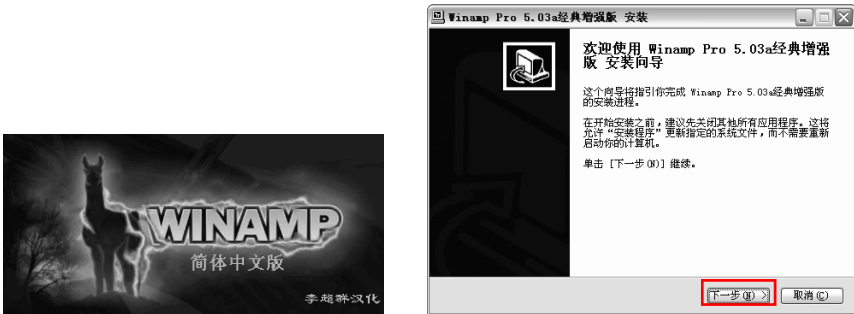 WINAMP
简体中文版
李超群汉化
Winamp Pro 5.03a经典增强版 安装
欢迎使用 Winamp Pro 5.03a经典增强
版 安装向导
这个向导将指引你完成 Winamp Pro 5.03a经典增强版
的安装进程。
在开始安装之前，建议先关闭其他所有应用程序。这将
允许“安装程序”更新指定的系统文件，而不需要重新
启动你的计算机。
单击 [下一步(N)] 继续。
下一步(N) >
取消(C)